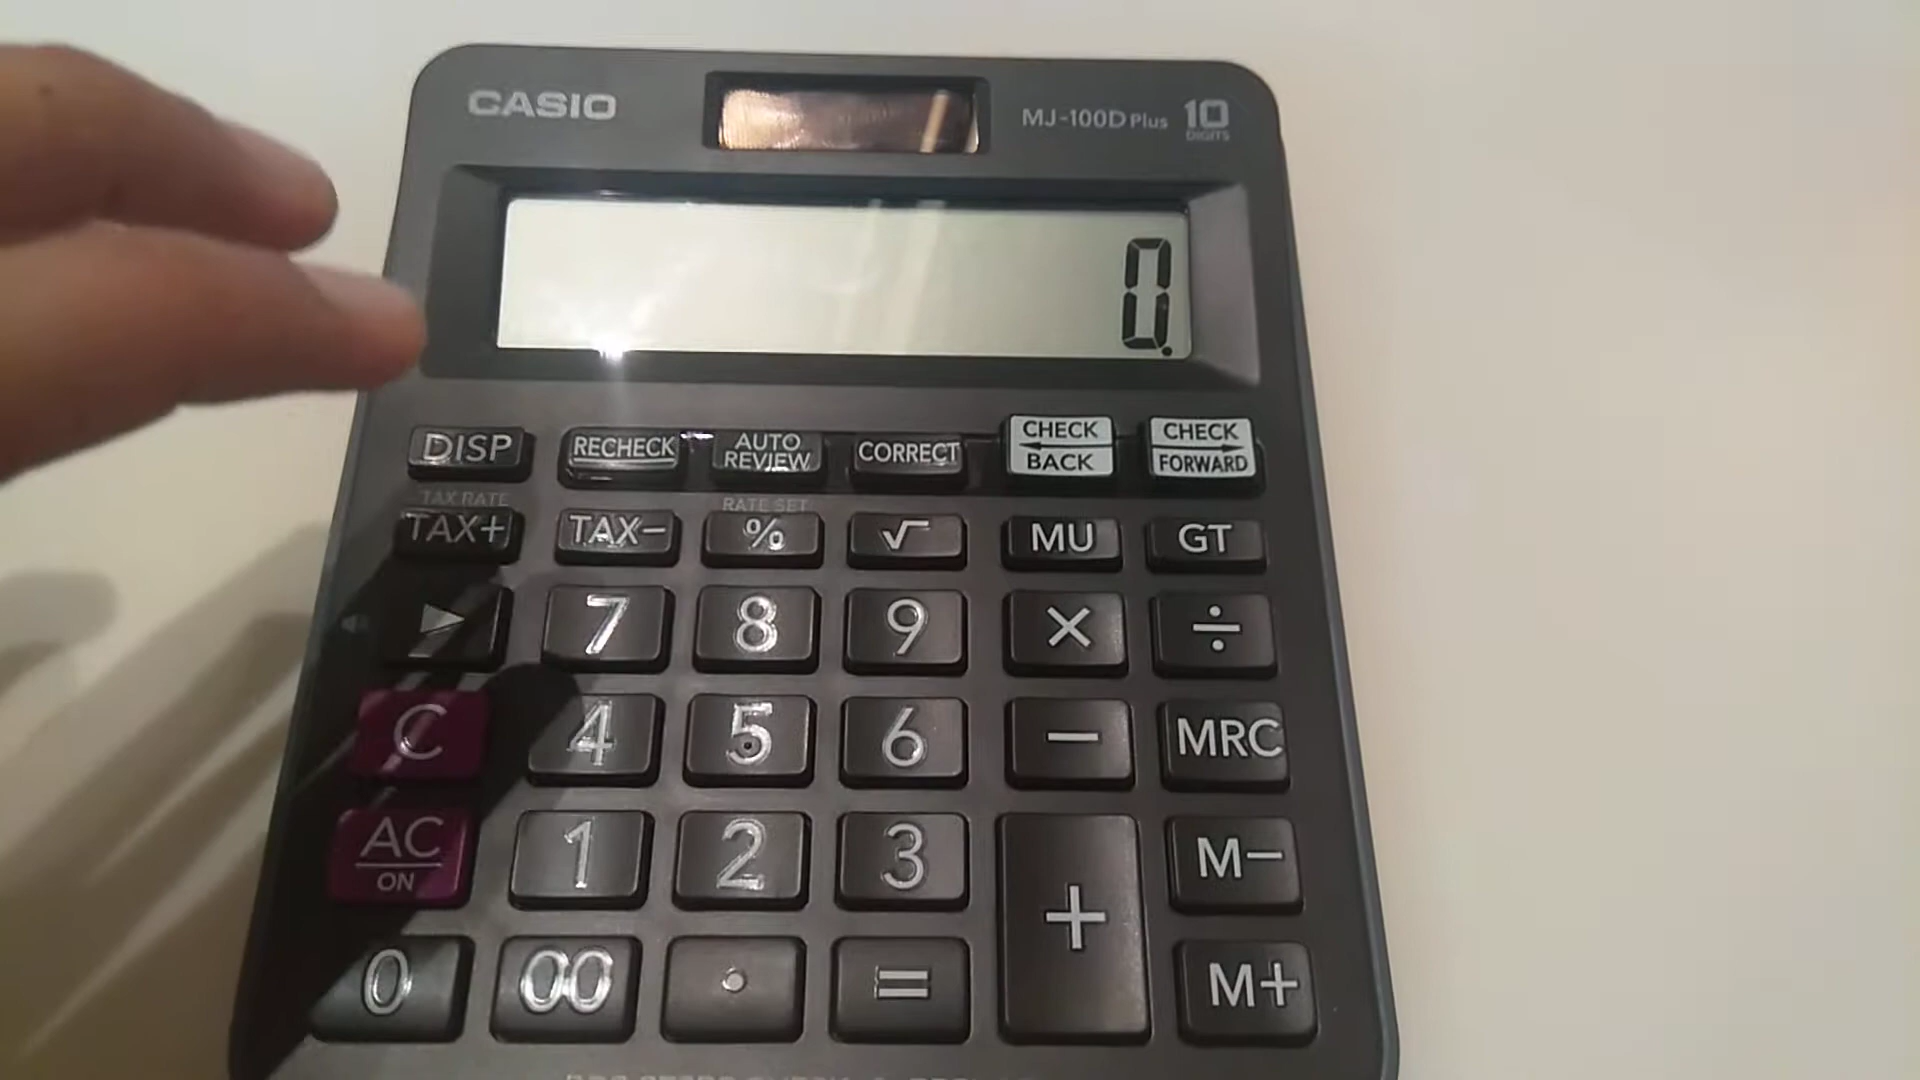 CASIO
MJ-100D Plus 10
DIGITS
0.
DISP RECHECK AUTO REVIEW CORRECT CHECK BACK CHECK FORWARD
TAX RATE RATE SET
TAX+ TAX- % √ MU GT
7 8 9 × ÷
C 4 5 6 - MRC
AC
ON
1 2 3 + M-
0 00 . = M+